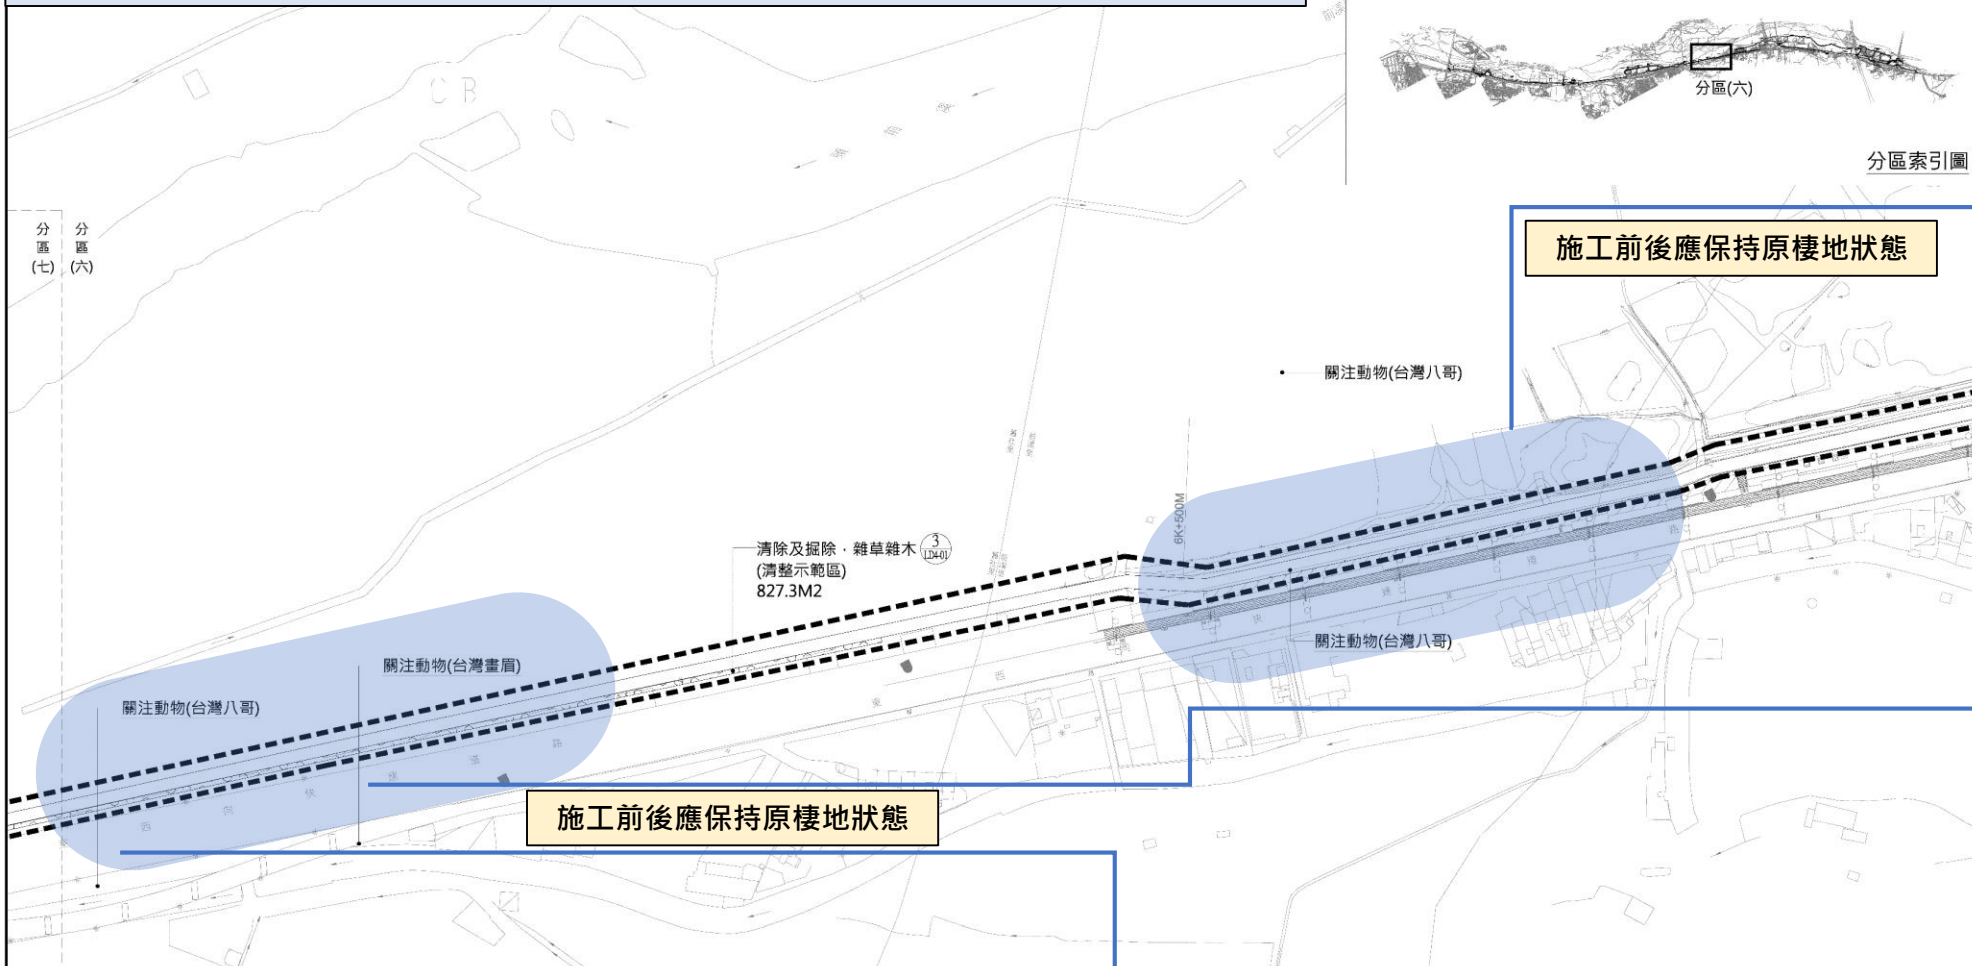 分區(六)
分區索引圖
CB
分區(七)
分區(六)
施工前後應保持原棲地狀態
關注動物(台灣八哥)
6K+500M
清除及掘除．雜草雜木
3
LD4-01
(清整示範區)
827.3M2
關注動物(台灣八哥)
關注動物(台灣畫眉)
關注動物(台灣八哥)
施工前後應保持原棲地狀態